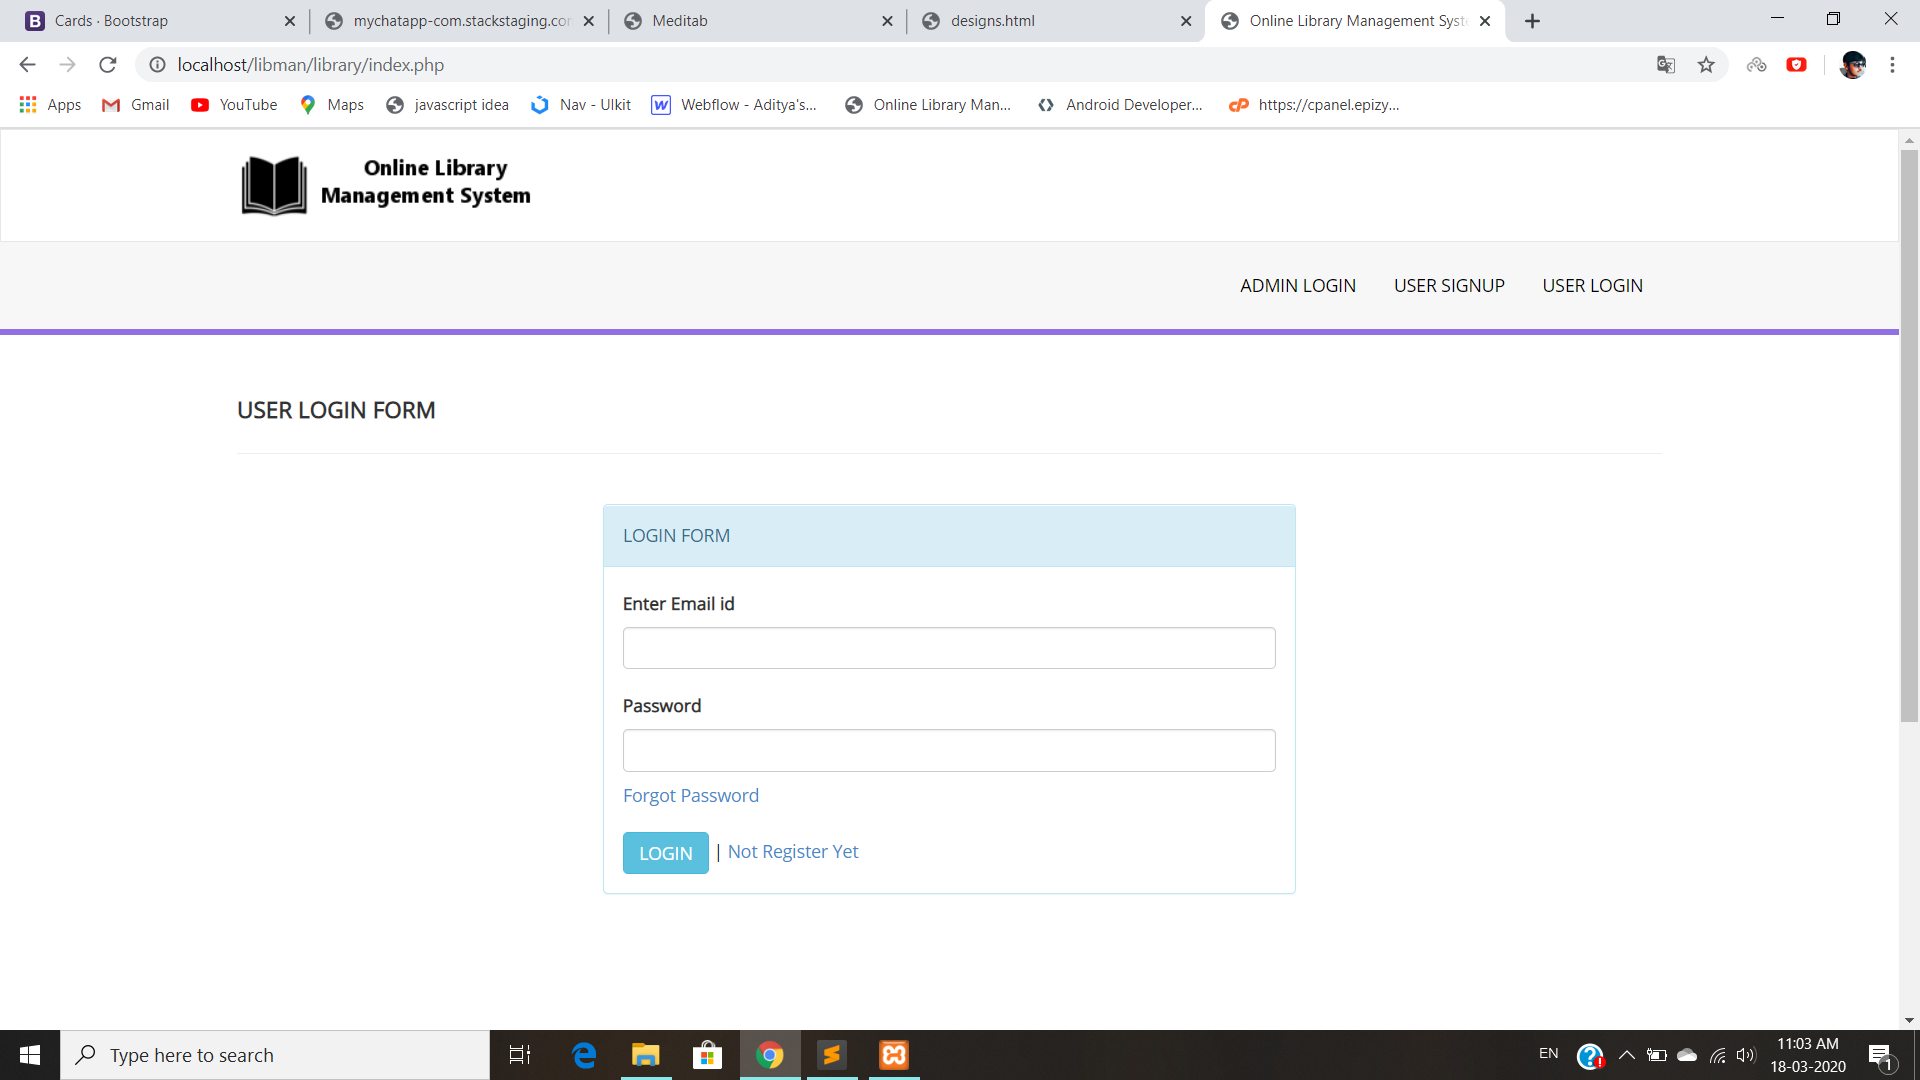 Cards · Bootstrap
mychatapp-com.stackstaging.com
Meditab
designs.html
Online Library Management Syst
localhost/libman/library/index.php
Apps
Gmail
YouTube
Maps
javascript idea
Nav - UIkit
Webflow - Aditya's...
Online Library Man...
Android Developer...
https://cpanel.epizy...
Online Library
Management System
ADMIN LOGIN
USER SIGNUP
USER LOGIN
USER LOGIN FORM
LOGIN FORM
Enter Email id
Password
Forgot Password
LOGIN | Not Register Yet
Type here to search
EN
11:03 AM
18-03-2020
1